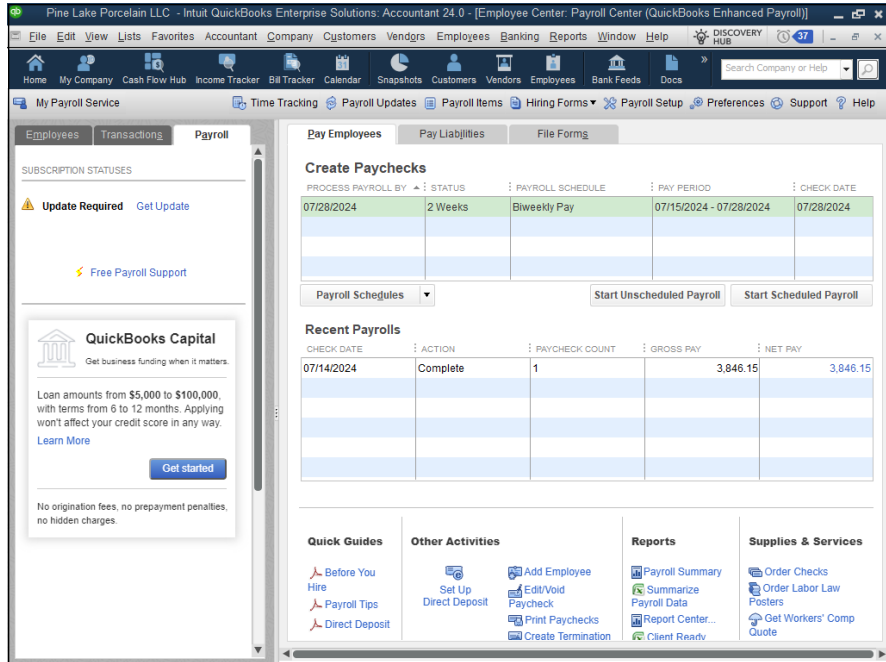 Pine Lake Porcelain LLC - Intuit QuickBooks Enterprise Solutions: Accountant 24.0 - [Employee Center: Payroll Center (QuickBooks Enhanced Payroll)]
File Edit View Lists Favorites Accountant Company Customers Vendors Employees Banking Reports Window Help DISCOVERY HUB 37
Home My Company Cash Flow Hub Income Tracker Bill Tracker Calendar Snapshots Customers Vendors Employees Bank Feeds Docs » Search Company or Help
My Payroll Service Time Tracking Payroll Updates Payroll Items Hiring Forms Payroll Setup Preferences Support Help
Employees Transactions Payroll
SUBSCRIPTION STATUSES
Update Required Get Update
Free Payroll Support
QuickBooks Capital
Get business funding when it matters.
Loan amounts from $5,000 to $100,000,
with terms from 6 to 12 months. Applying
won't affect your credit score in any way.
Learn More
Get started
No origination fees, no prepayment penalties,
no hidden charges.
Pay Employees Pay Liabilities File Forms
Create Paychecks
PROCESS PAYROLL BY STATUS PAYROLL SCHEDULE PAY PERIOD CHECK DATE
07/28/2024 2 Weeks Biweekly Pay 07/15/2024 - 07/28/2024 07/28/2024
Payroll Schedules Start Unscheduled Payroll Start Scheduled Payroll
Recent Payrolls
CHECK DATE ACTION PAYCHECK COUNT GROSS PAY NET PAY
07/14/2024 Complete 1 3,846.15 3,846.15
Quick Guides
Before You
Hire
Payroll Tips
Direct Deposit
Other Activities
Set Up
Direct Deposit
Add Employee
Edit/Void
Paycheck
Print Paychecks
Create Termination
Reports
Payroll Summary
Summarize
Payroll Data
Report Center...
Client Ready
Supplies & Services
Order Checks
Order Labor Law
Posters
Get Workers' Comp
Quote